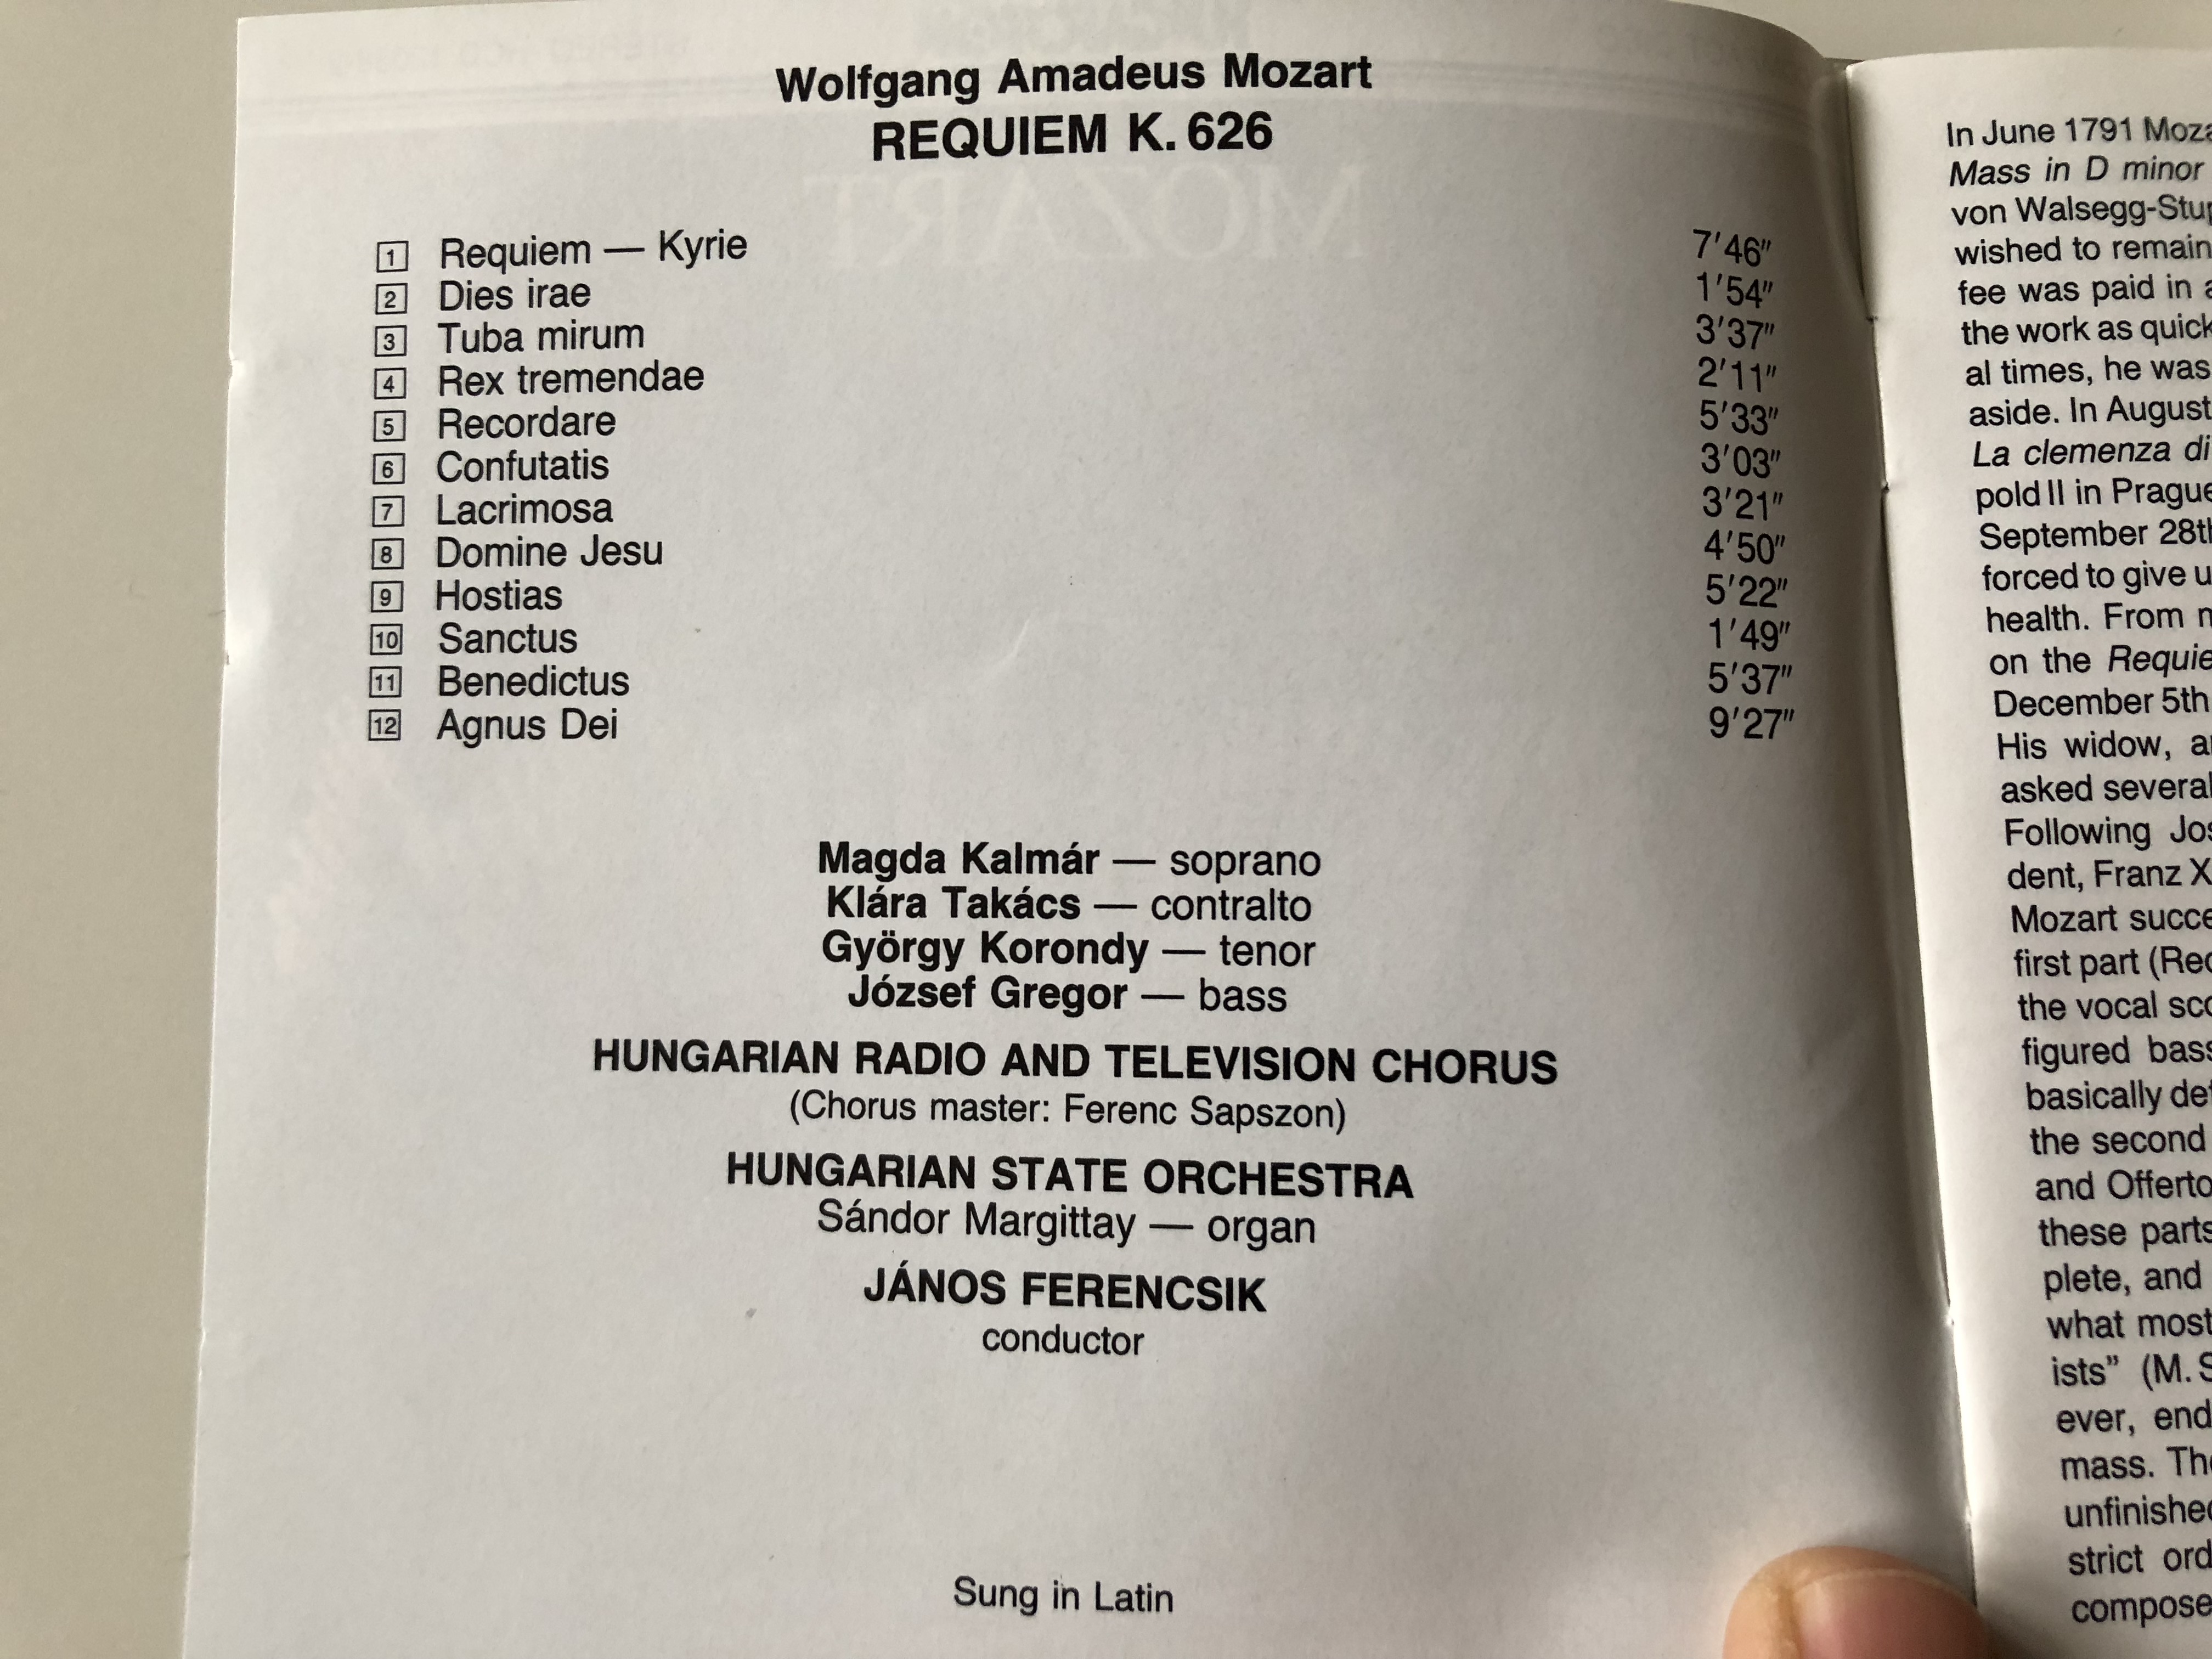 Wolfgang Amadeus Mozart
REQUIEM K. 626
1 Requiem — Kyrie 7'46"
2 Dies irae 1'54"
3 Tuba mirum 3'37"
4 Rex tremendae 2'11"
5 Recordare 5'33"
6 Confutatis 3'03"
7 Lacrimosa 3'21"
8 Domine Jesu 4'50"
9 Hostias 5'22"
10 Sanctus 1'49"
11 Benedictus 5'37"
12 Agnus Dei 9'27"
Magda Kalmár — soprano
Klára Takács — contralto
György Korondy — tenor
József Gregor — bass
HUNGARIAN RADIO AND TELEVISION CHORUS
(Chorus master: Ferenc Sapszon)
HUNGARIAN STATE ORCHESTRA
Sándor Margittay — organ
JÁNOS FERENCSIK
conductor
Sung in Latin
In June 1791
Mass in D minor
von
wished to remain
fee was paid in
the work as
al times, he was
aside. In August
La clemenza di
pold II in Prague
September
forced to give
health. From
on the
December 5th
His widow,
asked several
Following
dent, Franz
Mozart
first part
the vocal
figured
basically
the second
and
these parts
plete, and
what most
ists" (M.
ever,
mass.
unfinished
strict